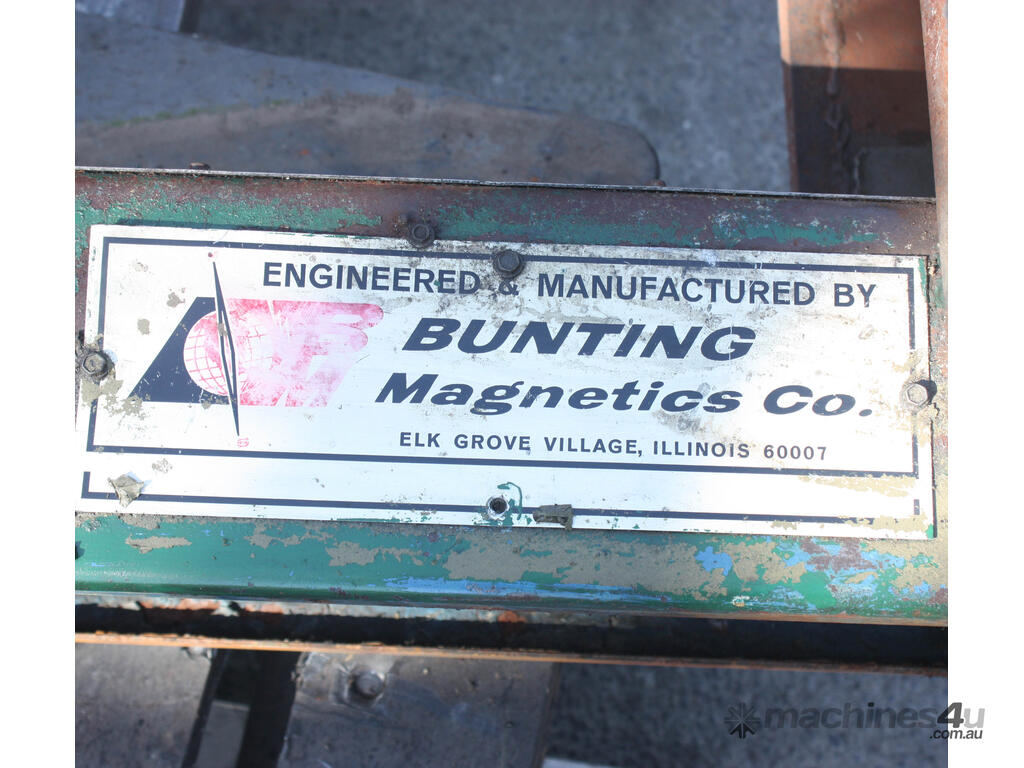 ENGINEERED & MANUFACTURED BY
BUNTING
Magnetics Co.
ELK GROVE VILLAGE, ILLINOIS 60007
machines4u
.com.au